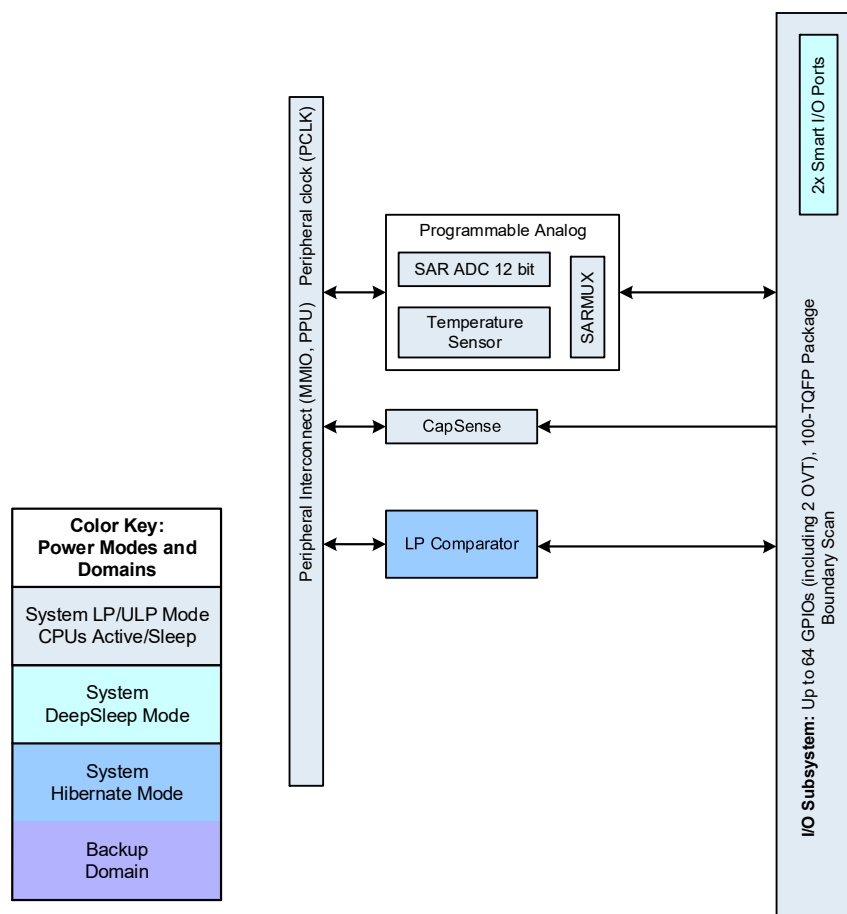 2x Smart I/O Ports
Peripheral Interconnect (MMIO, PPU) Peripheral clock (PCLK)
Programmable Analog
SAR ADC 12 bit
Temperature
Sensor
SARMUX
CapSense
LP Comparator
I/O Subsystem: Up to 64 GPIOs (including 2 OVT), 100-TQFP Package
Boundary Scan
Color Key:
Power Modes and
Domains
System LP/ULP Mode
CPUs Active/Sleep
System
DeepSleep Mode
System
Hibernate Mode
Backup
Domain